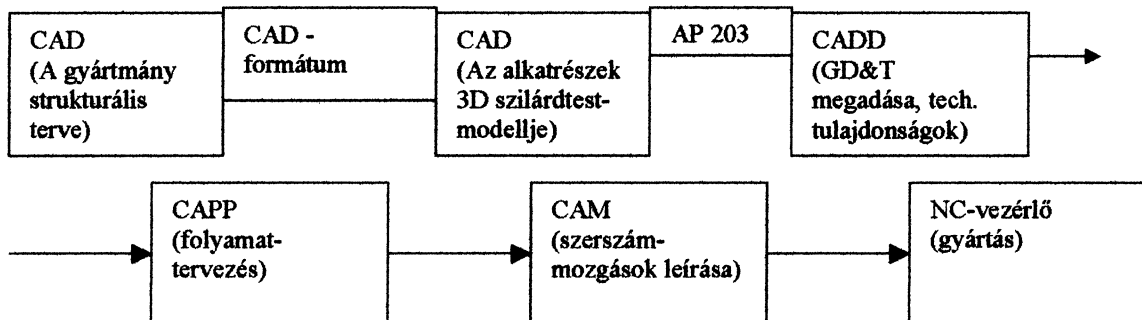 CAD
(A gyártmány
strukturális
terve)
CAD -
formátum
CAD
(Az alkatrészek
3D szilárdtest-
modellje)
AP 203
CADD
(GD&T
megadása, tech.
tulajdonságok)
CAPP
(folyamat-
tervezés)
CAM
(szerszám-
mozgások leírása)
NC-vezérlő
(gyártás)